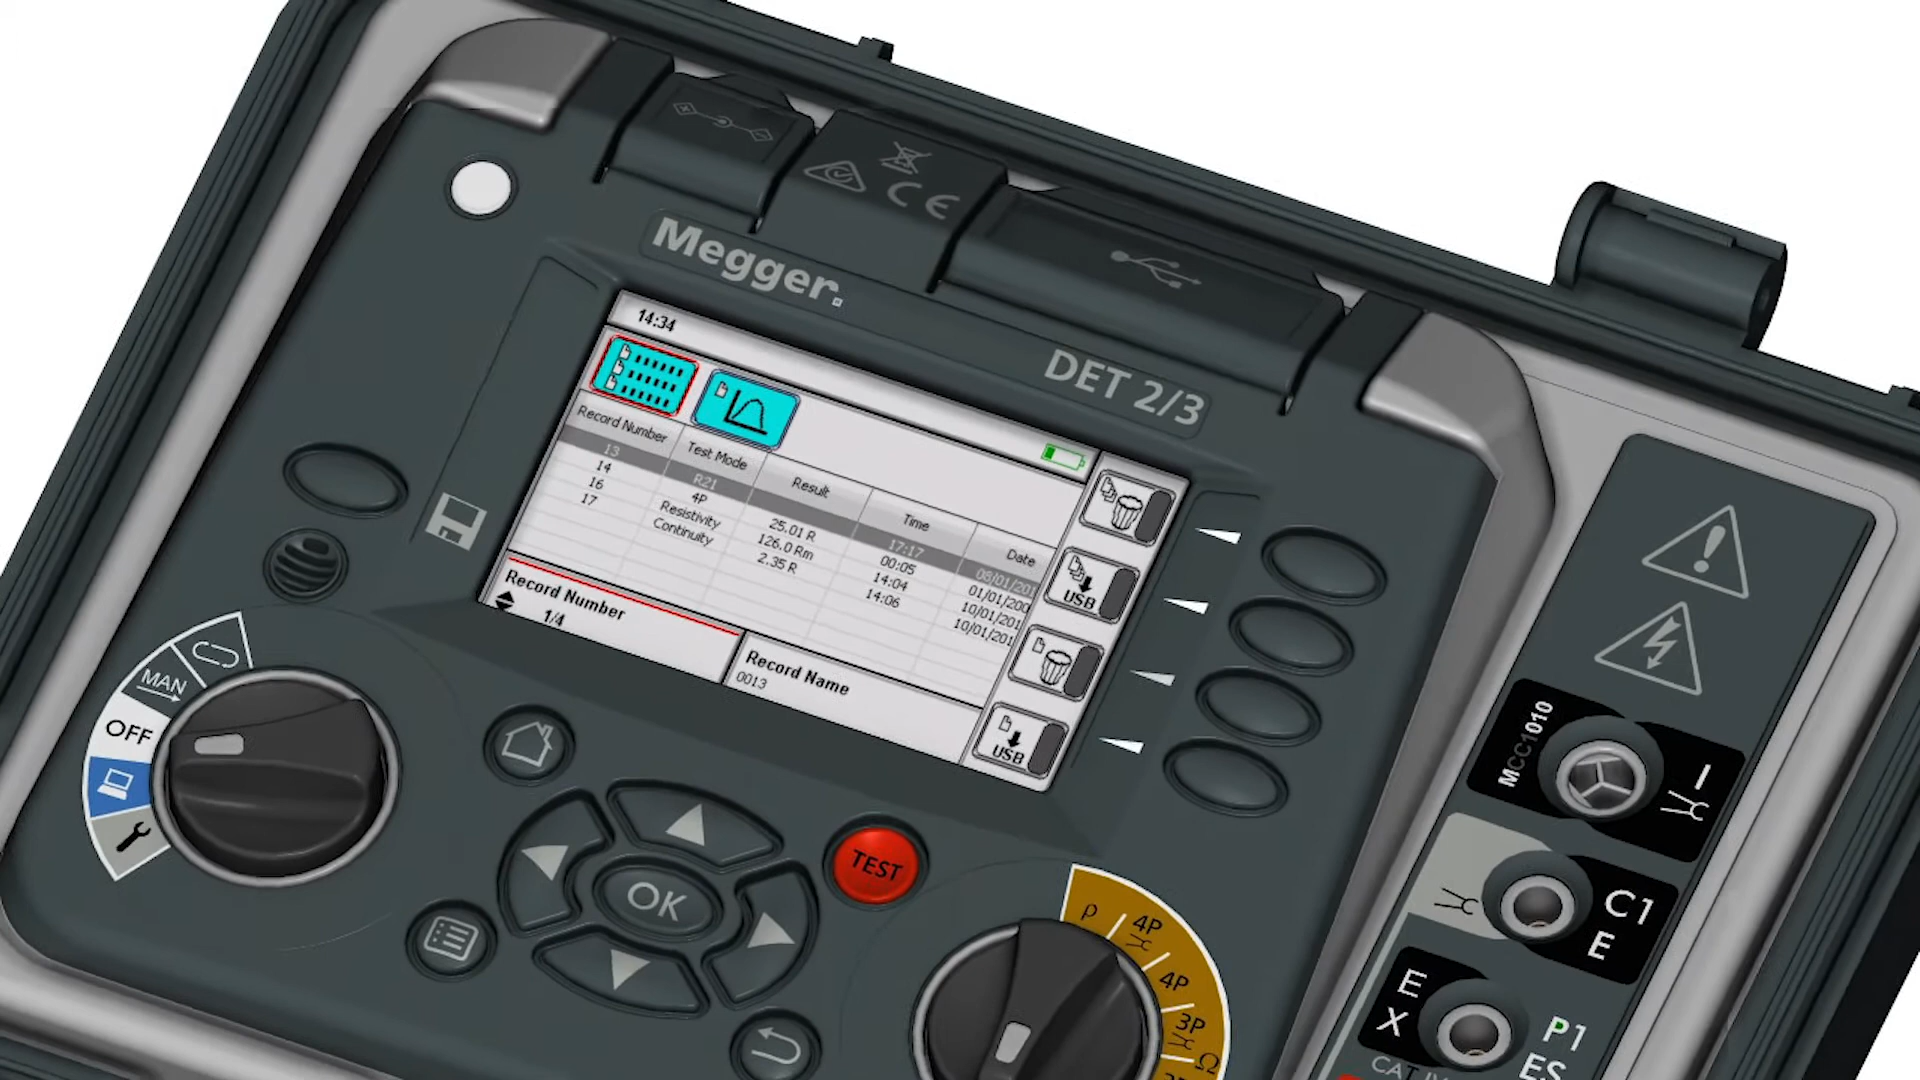 Megger.
DET 2/3
14:34
Record Number Test Mode Result Time Date
13 R21 17:17 08/01/201
14 4P 25.01 R 00:05 01/01/200
16 Resistivity 126.0 Rm 14:04 10/01/201
17 Continuity 2.35 R 14:06 10/01/201
Record Number
1/4
Record Name
0013
USB
USB
MAN
OFF
OK
TEST
ρ
4P
4P
3P
Ω
MCC1010
I
C1
E
E
X
P1
ES